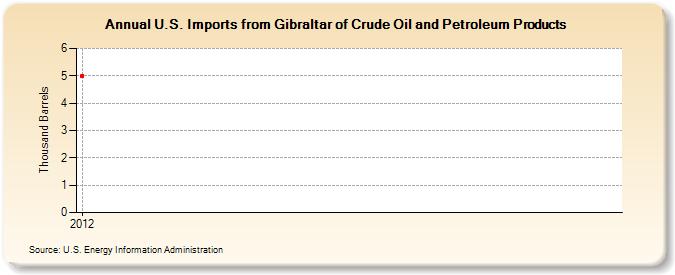 Annual U.S. Imports from Gibraltar of Crude Oil and Petroleum Products
Thousand Barrels
6
5
4
3
2
1
0
2012
Source: U.S. Energy Information Administration